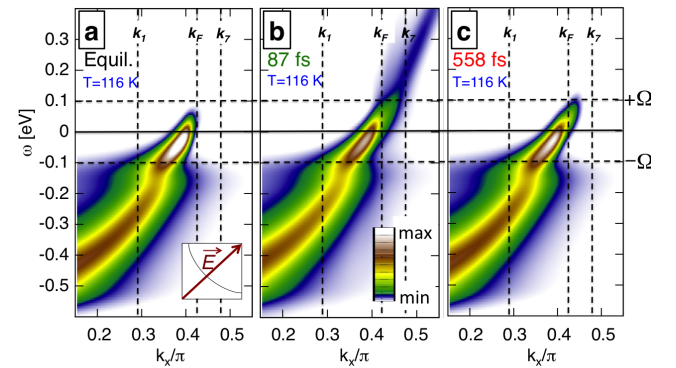 a
k1
kF
k7
Equil.
T=116 K
b
k1
kF
k7
87 fs
T=116 K
c
k1
kF
k7
558 fs
T=116 K
0.3
0.2
0.1
0
-0.1
-0.2
-0.3
-0.4
-0.5
ω [eV]
+Ω
-Ω
E
max
min
0.2 0.3 0.4 0.5
0.2 0.3 0.4 0.5
0.2 0.3 0.4 0.5
kx/π
kx/π
kx/π